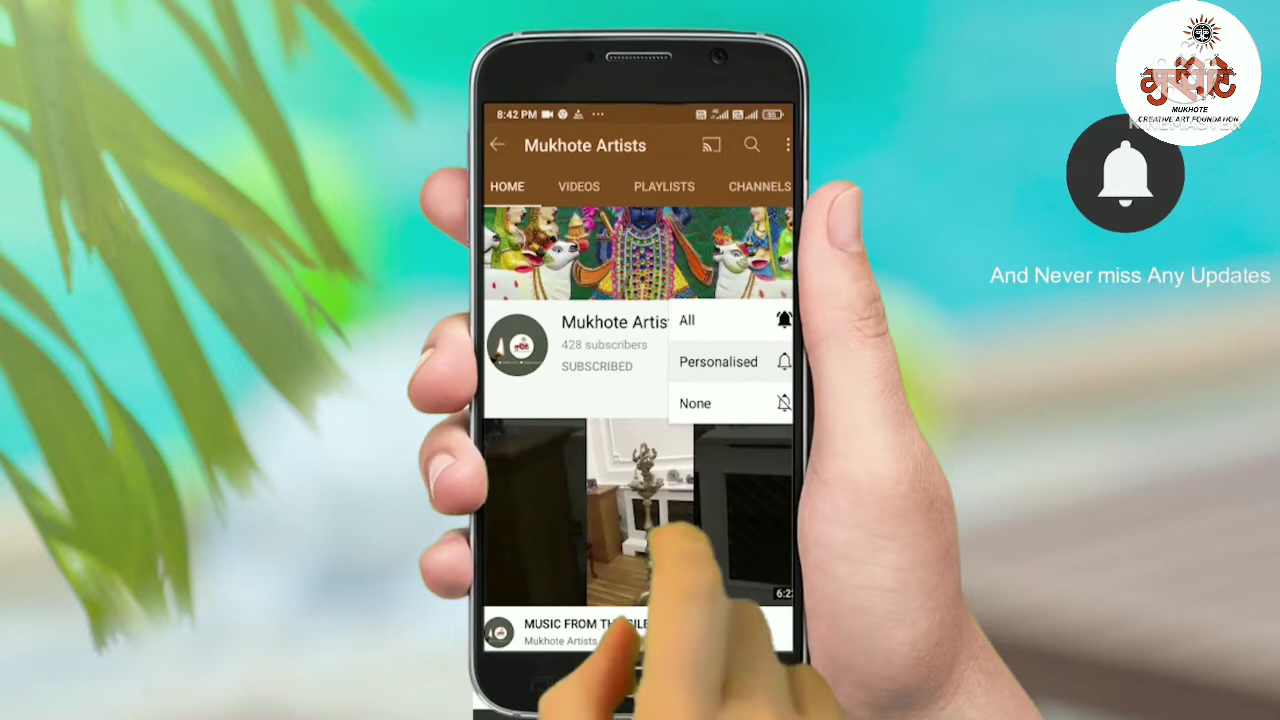 8:42 PM
Mukhote Artists
HOME VIDEOS PLAYLISTS CHANNELS
Mukhote Artis
428 subscribers
SUBSCRIBED
All
Personalised
None
6:2
MUSIC FROM TH
Mukhote Artists
मुखौटे
MUKHOTE
CREATIVE ART FOUNDATION
KINEMASTER
And Never miss Any Updates